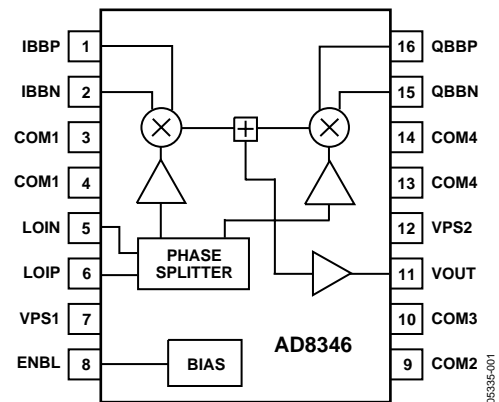 IBBP 1
IBBN 2
COM1 3
COM1 4
LOIN 5
LOIP 6
VPS1 7
ENBL 8
16 QBBP
15 QBBN
14 COM4
13 COM4
12 VPS2
11 VOUT
10 COM3
9 COM2
PHASE
SPLITTER
BIAS
AD8346
05335-001